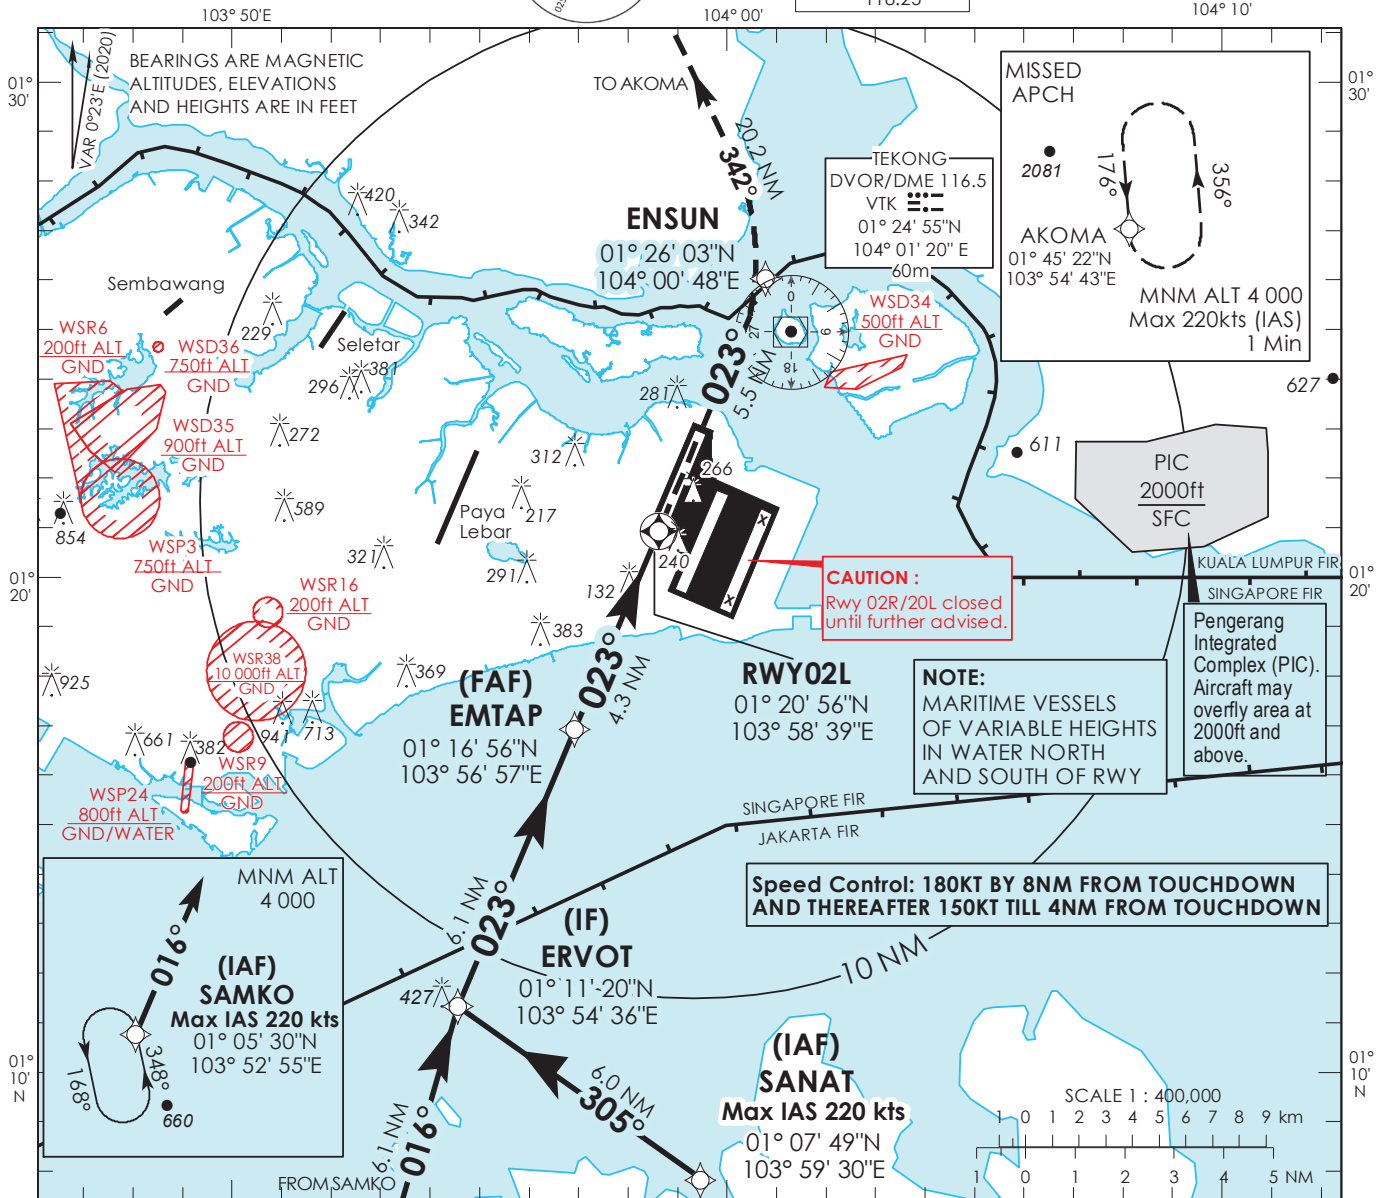 103° 50'E
025
118.25
104° 00'
104° 10'
01°
30'
VAR 0°23'E (2020)
BEARINGS ARE MAGNETIC
ALTITUDES, ELEVATIONS
AND HEIGHTS ARE IN FEET
TO AKOMA
20.2 NM
342°
MISSED
APCH
2081
176°
356°
AKOMA
01° 45' 22"N
103° 54' 43"E
MNM ALT 4 000
Max 220kts (IAS)
1 Min
01°
30'
TEKONG
DVOR/DME 116.5
VTK
01° 24' 55"N
104° 01' 20" E
60m
ENSUN
01° 26' 03"N
104° 00' 48"E
420
342
Sembawang
229
Seletar
296
381
WSR6
200ft ALT
GND
WSD36
750ft ALT
GND
WSD35
900ft ALT
GND
WSD34
500ft ALT
GND
0
9
18
27
023°
5.5 NM
281
627
611
272
312
266
589
217
Paya
Lebar
854
WSP3
750ft ALT
GND
321
291
240
132
x
x
PIC
2000ft
SFC
KUALA LUMPUR FIR
SINGAPORE FIR
01°
20'
01°
20'
WSR16
200ft ALT
GND
CAUTION :
Rwy 02R/20L closed
until further advised.
Pengerang
Integrated
Complex (PIC).
Aircraft may
overfly area at
2000ft and
above.
383
WSR38
10 000ft ALT
GND
369
925
941
713
661
382
WSR9
200ft ALT
GND
WSP24
800ft ALT
GND/WATER
(FAF)
EMTAP
01° 16' 56"N
103° 56' 57"E
023°
4.3 NM
RWY02L
01° 20' 56"N
103° 58' 39"E
NOTE:
MARITIME VESSELS
OF VARIABLE HEIGHTS
IN WATER NORTH
AND SOUTH OF RWY
SINGAPORE FIR
JAKARTA FIR
Speed Control: 180KT BY 8NM FROM TOUCHDOWN
AND THEREAFTER 150KT TILL 4NM FROM TOUCHDOWN
MNM ALT
4 000
016°
(IAF)
SAMKO
Max IAS 220 kts
01° 05' 30"N
103° 52' 55"E
348°
168°
660
6.1 NM
023°
(IF)
ERVOT
01° 11' 20"N
103° 54' 36"E
427
10 NM
(IAF)
SANAT
Max IAS 220 kts
01° 07' 49"N
103° 59' 30"E
6.0 NM
305°
6.1 NM
016°
FROM SAMKO
01°
10'
N
01°
10'
N
SCALE 1 : 400,000
1 0 1 2 3 4 5 6 7 8 9 km
1 0 1 2 3 4 5 NM